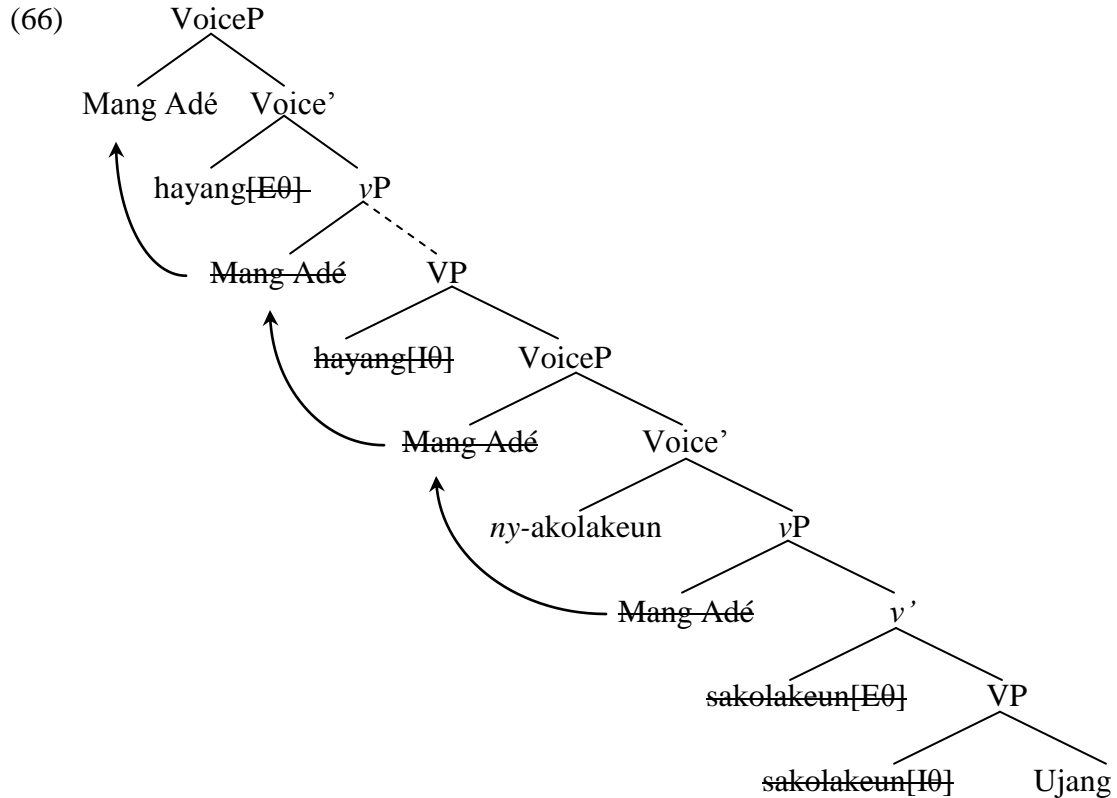 (66) VoiceP
Mang Adé Voice’
hayang[Eθ] vP
Mang Adé VP
hayang[Iθ] VoiceP
Mang Adé Voice’
ny-akolakeun vP
Mang Adé v’
sakolakeun[Eθ] VP
sakolakeun[Iθ] Ujang